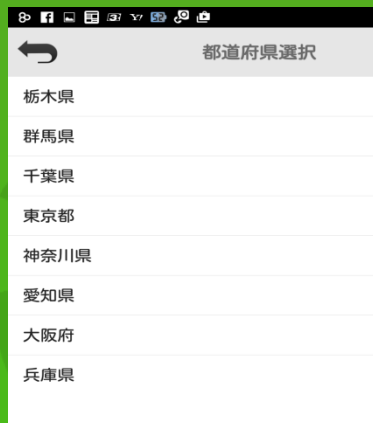 都道府県選択
栃木県
群馬県
千葉県
東京都
神奈川県
愛知県
大阪府
兵庫県